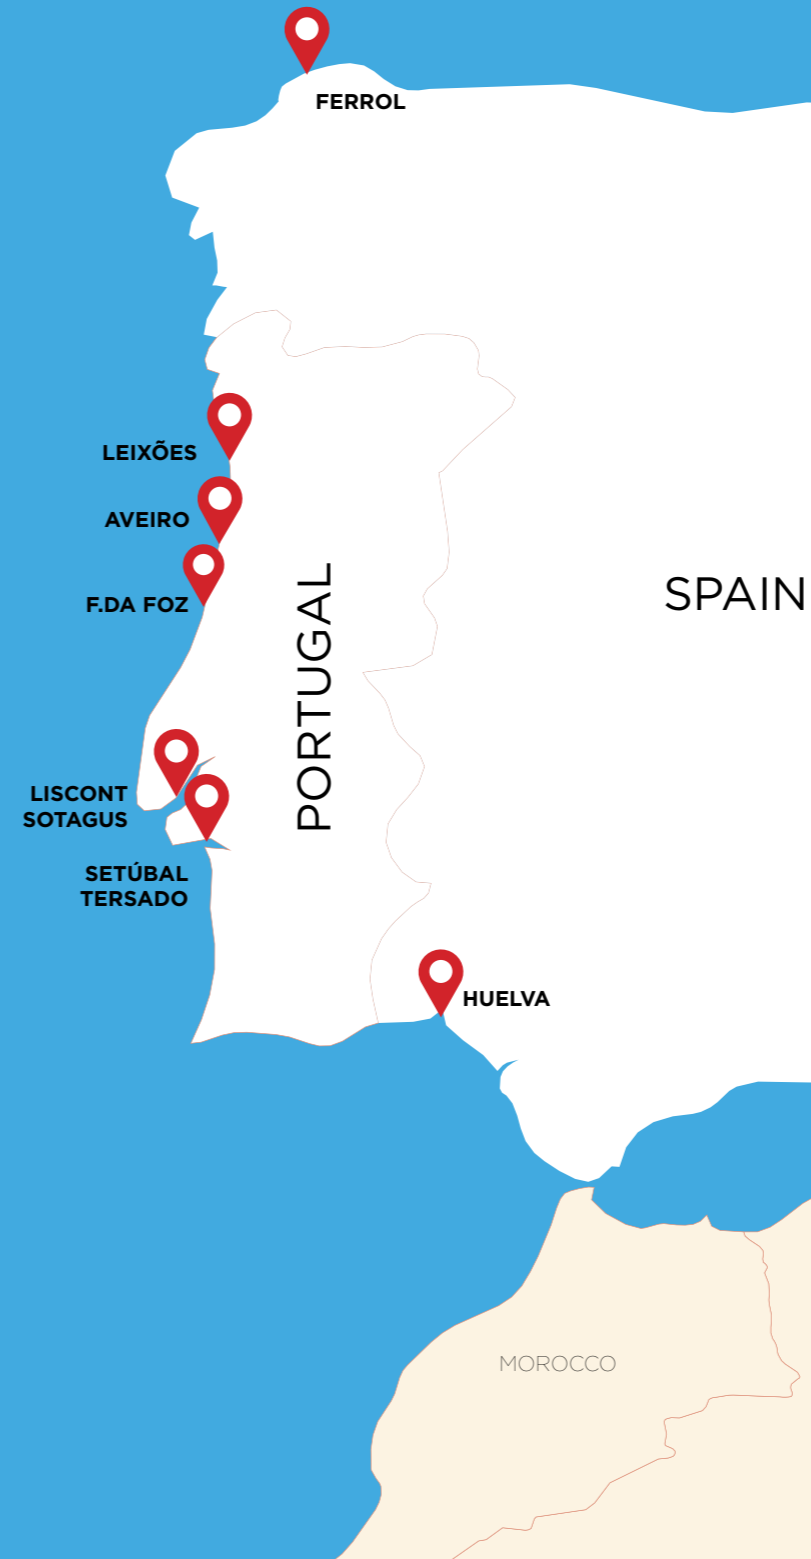 FERROL
LEIXÕES
AVEIRO
F.DA FOZ
SPAIN
PORTUGAL
LISCONT
SOTAGUS
SETÚBAL
TERSADO
HUELVA
MOROCCO